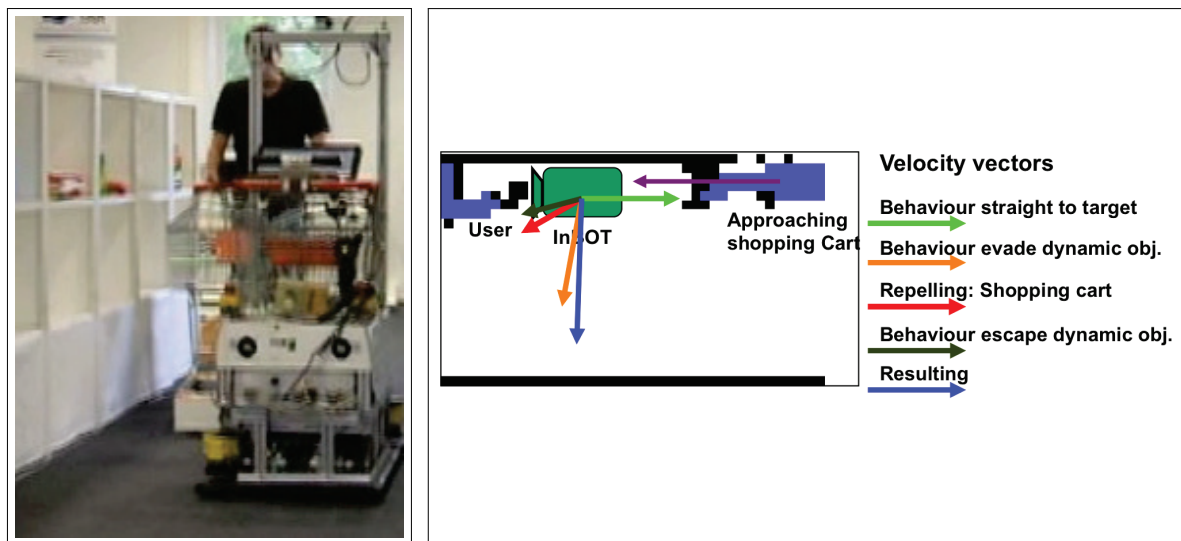 User
InBOT
Approaching
shopping Cart
Velocity vectors
Behaviour straight to target
Behaviour evade dynamic obj.
Repelling: Shopping cart
Behaviour escape dynamic obj.
Resulting